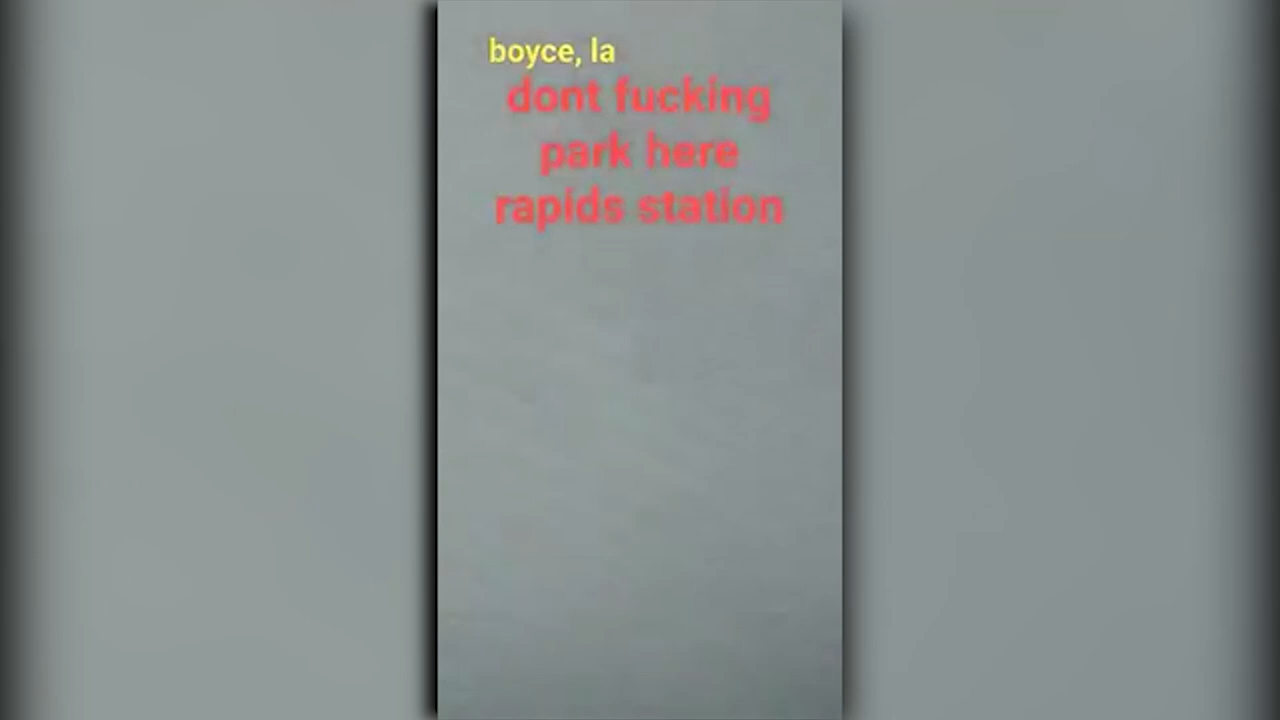 boyce, la
dont fucking
park here
rapids station